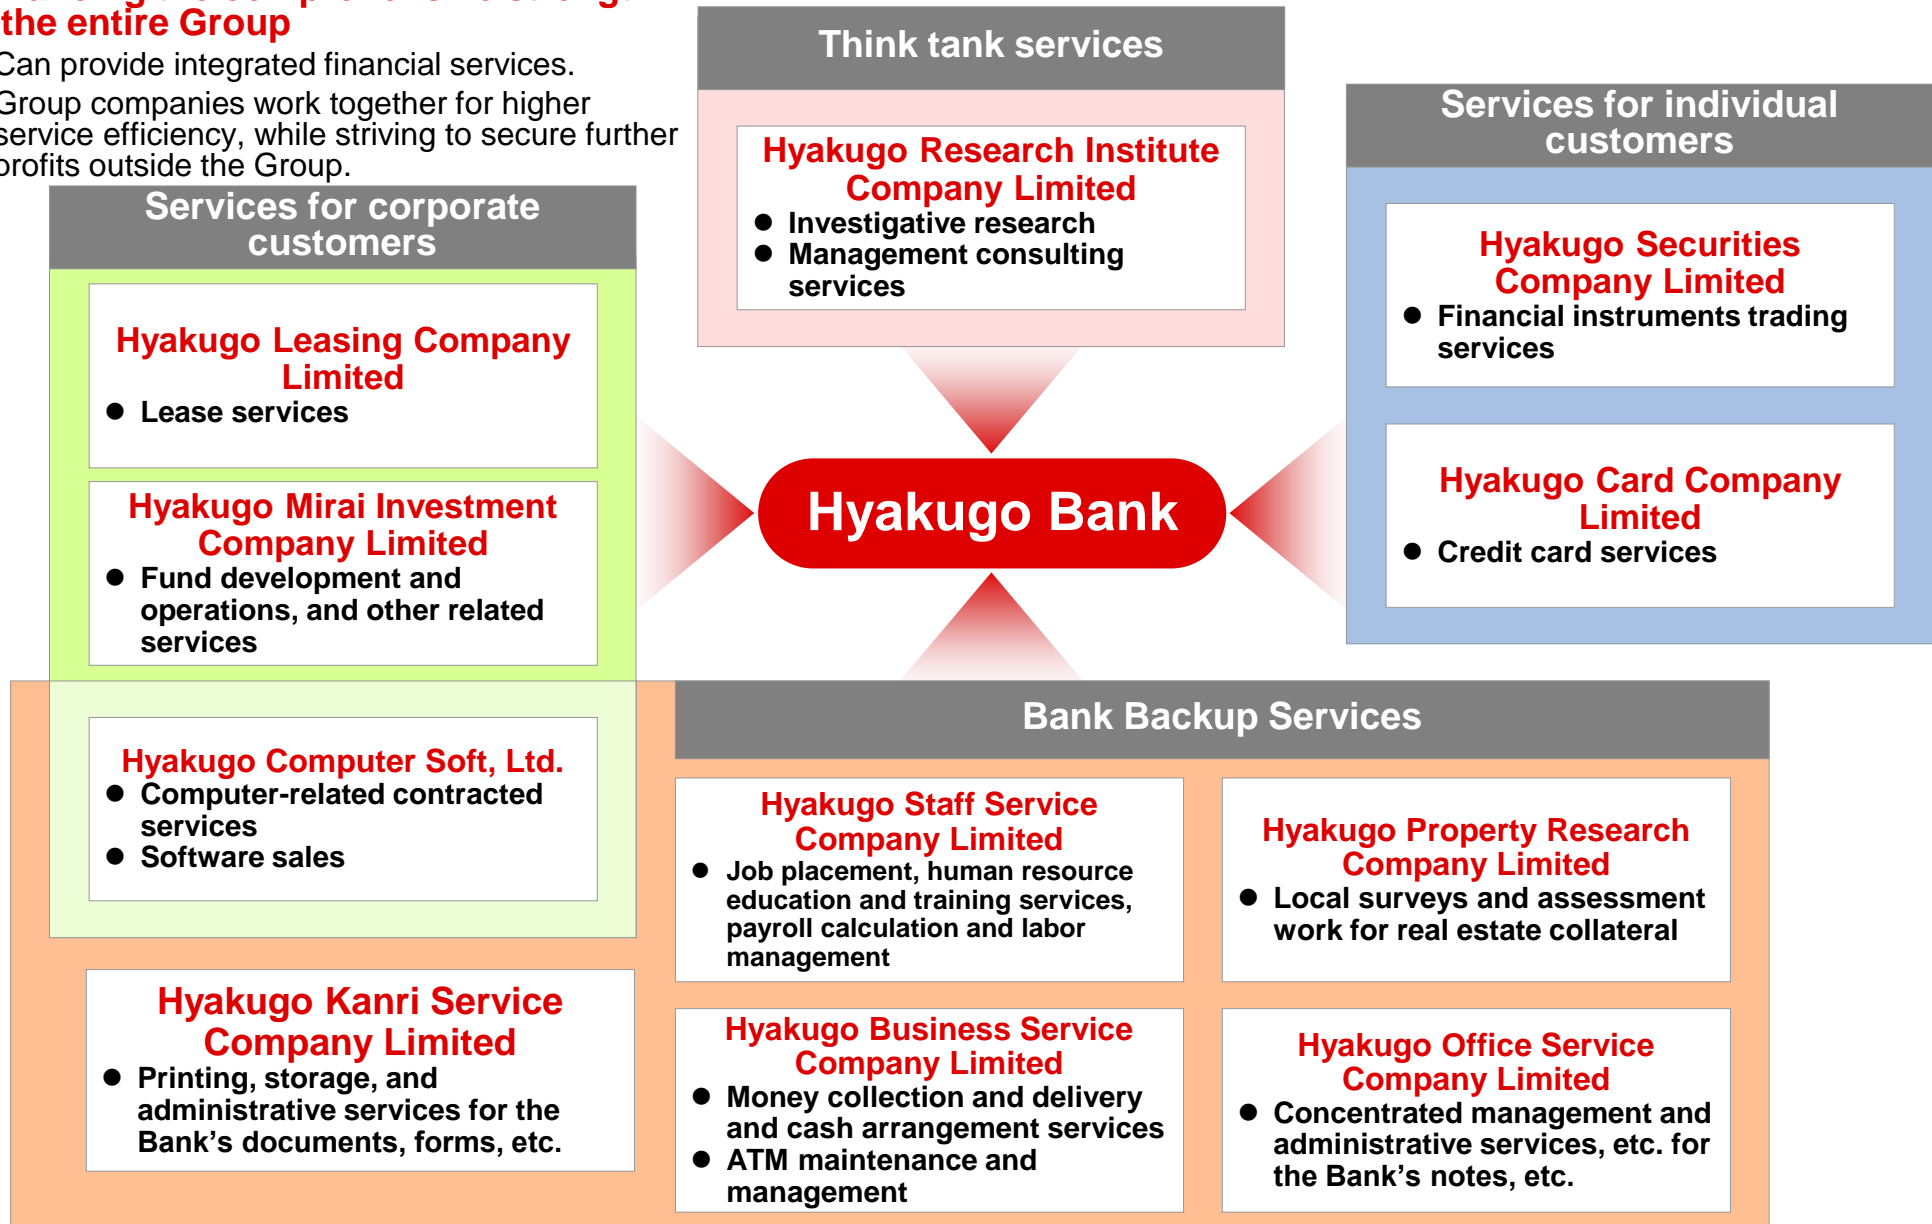 the entire Group
Can provide integrated financial services.
Group companies work together for higher
service efficiency, while striving to secure further
profits outside the Group.
Think tank services
Hyakugo Research Institute
Company Limited
● Investigative research
● Management consulting
services
Services for individual
customers
Hyakugo Securities
Company Limited
● Financial instruments trading
services
Hyakugo Card Company
Limited
● Credit card services
Services for corporate
customers
Hyakugo Leasing Company
Limited
● Lease services
Hyakugo Mirai Investment
Company Limited
● Fund development and
operations, and other related
services
Hyakugo Bank
Hyakugo Computer Soft, Ltd.
● Computer-related contracted
services
● Software sales
Hyakugo Kanri Service
Company Limited
● Printing, storage, and
administrative services for the
Bank’s documents, forms, etc.
Bank Backup Services
Hyakugo Staff Service
Company Limited
● Job placement, human resource
education and training services,
payroll calculation and labor
management
Hyakugo Property Research
Company Limited
● Local surveys and assessment
work for real estate collateral
Hyakugo Business Service
Company Limited
● Money collection and delivery
and cash arrangement services
● ATM maintenance and
management
Hyakugo Office Service
Company Limited
● Concentrated management and
administrative services, etc. for
the Bank’s notes, etc.